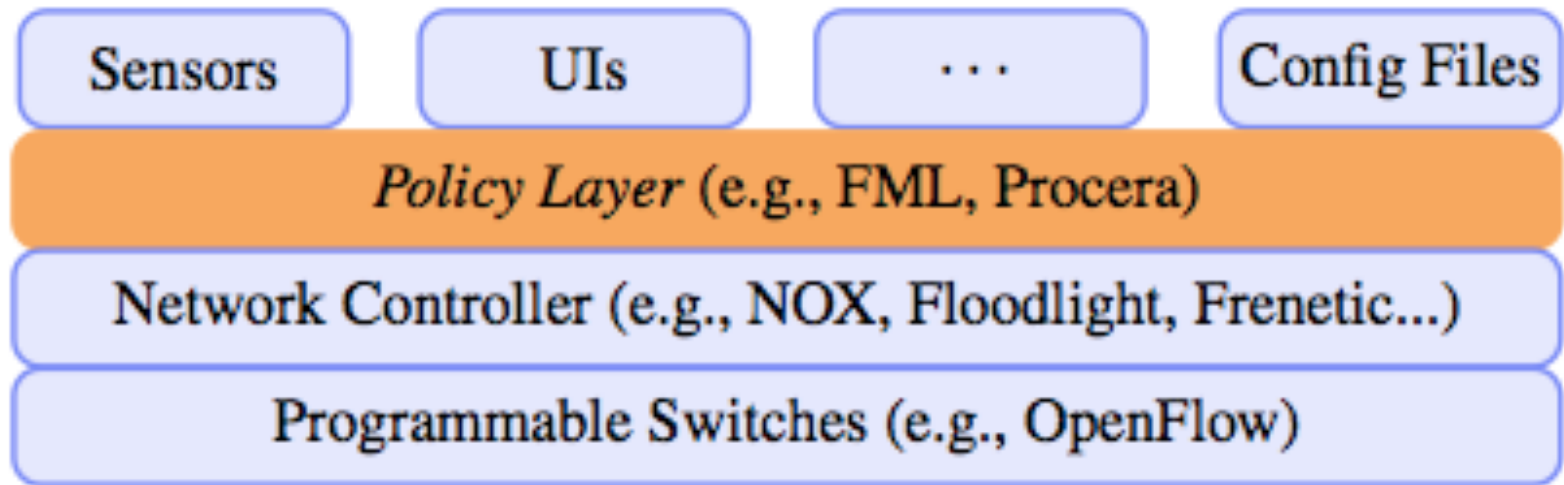 Sensors
UIs
...
Config Files
Policy Layer (e.g., FML, Procera)
Network Controller (e.g., NOX, Floodlight, Frenetic...)
Programmable Switches (e.g., OpenFlow)